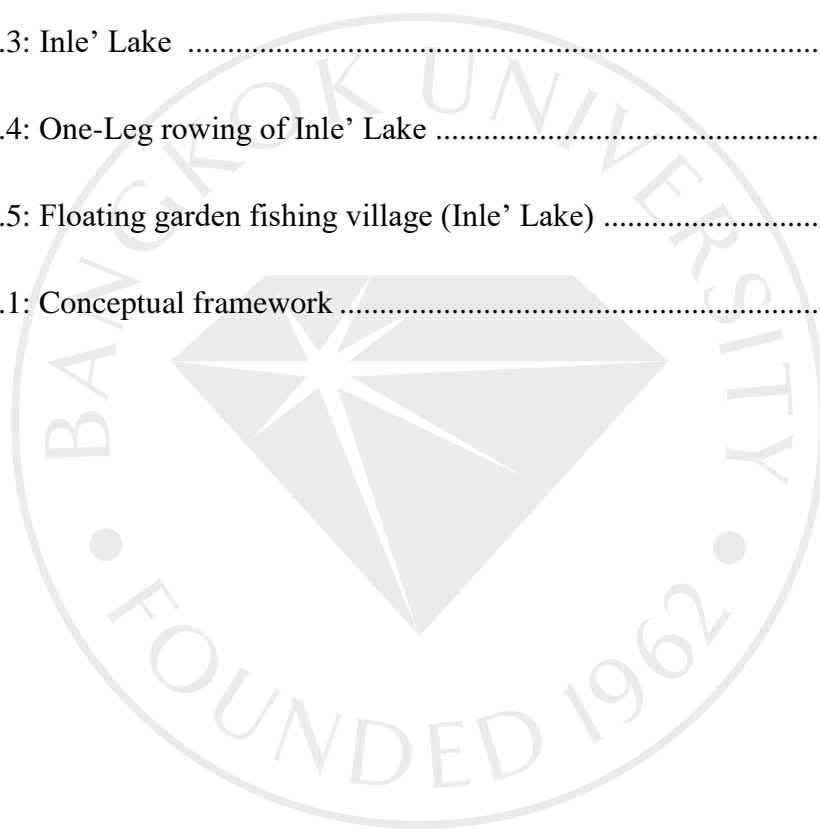 .3: Inle’ Lake ................................................................................
.4: One-Leg rowing of Inle’ Lake ................................................
.5: Floating garden fishing village (Inle’ Lake) ...........................
.1: Conceptual framework ............................................................
BANGKOK UNIVERSITY
• FOUNDED 1962 •